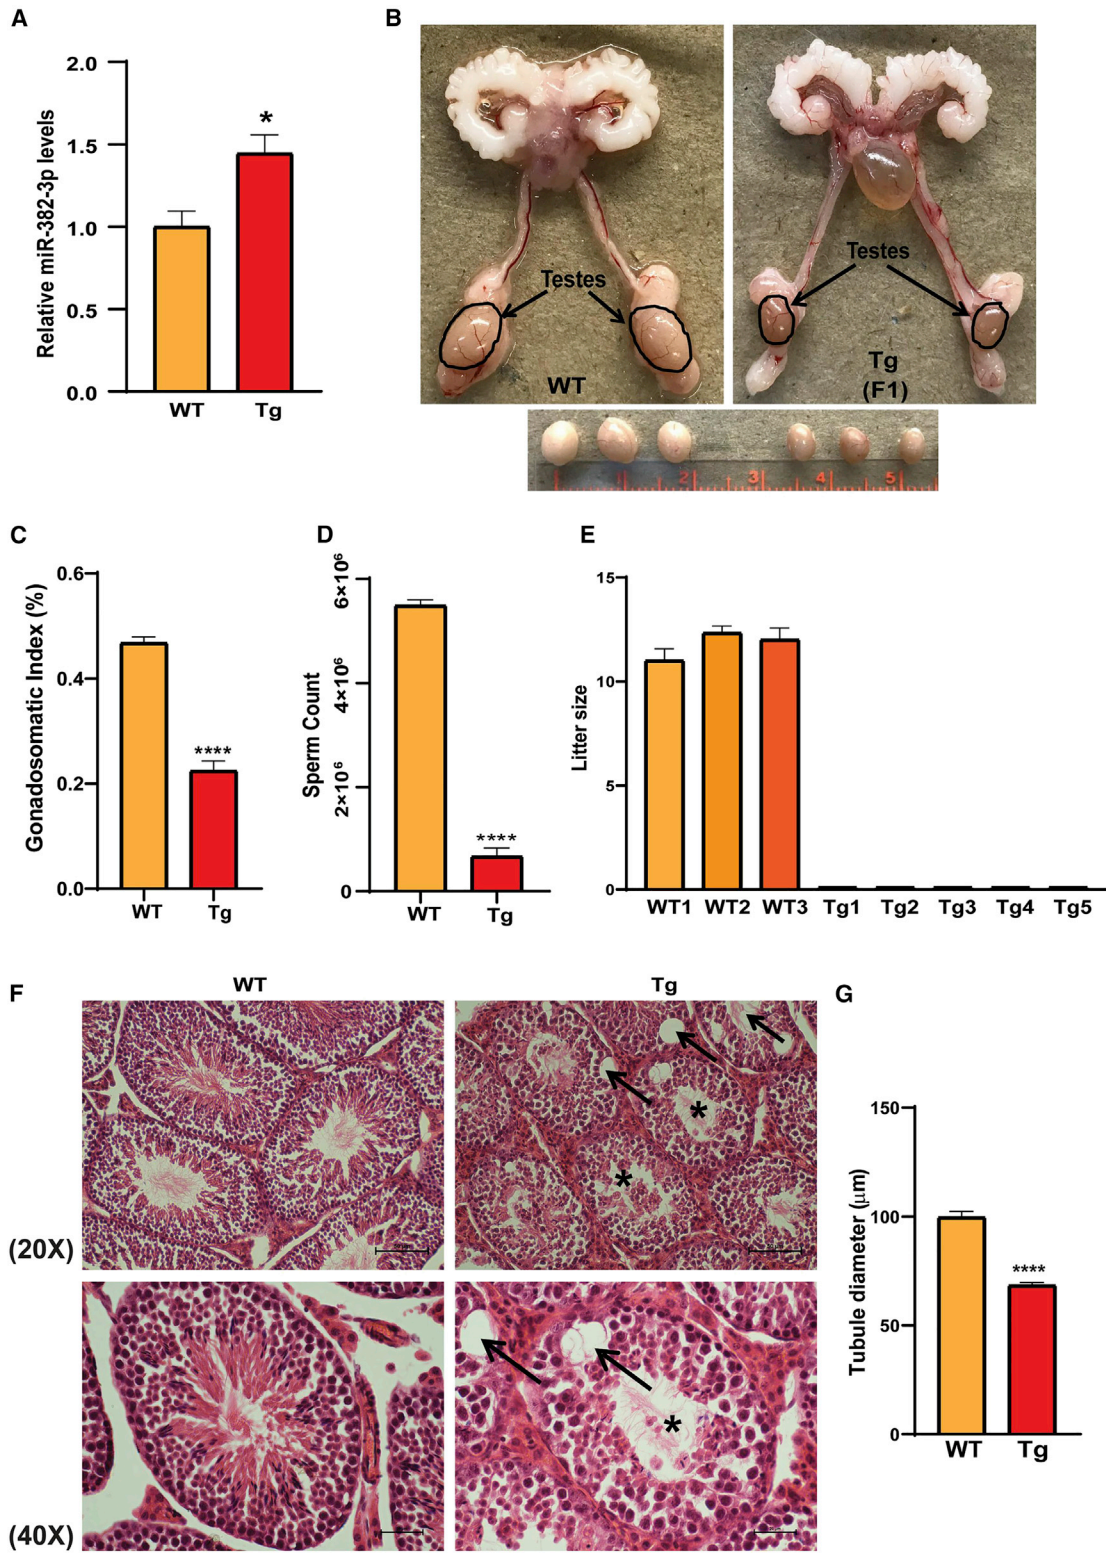 A
Relative miR-382-3p levels
2.0
1.5
1.0
0.5
0.0
*
WT
Tg
B
Testes
WT
Testes
Tg
(F1)
1
2
3
4
5
C
Gonadosomatic Index (%)
0.6
0.4
0.2
0.0
****
WT
Tg
D
Sperm Count
6×10⁶
4×10⁶
2×10⁶
0
****
WT
Tg
E
Litter size
15
10
5
0
WT1
WT2
WT3
Tg1
Tg2
Tg3
Tg4
Tg5
F
WT
Tg
(20X)
*
*
(40X)
*
G
Tubule diameter (μm)
150
100
50
0
****
WT
Tg